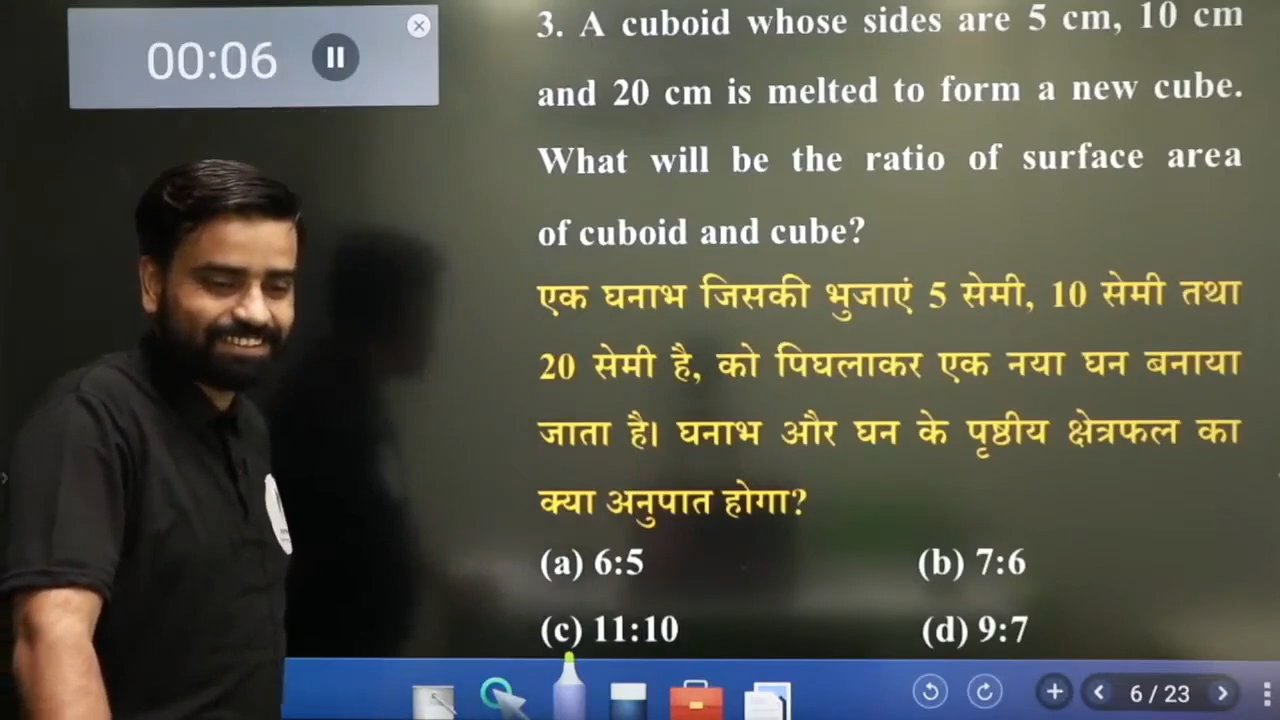 00:06
3. A cuboid whose sides are 5 cm, 10 cm
and 20 cm is melted to form a new cube.
What will be the ratio of surface area
of cuboid and cube?
एक घनाभ जिसकी भुजाएं 5 सेमी, 10 सेमी तथा
20 सेमी है, को पिघलाकर एक नया घन बनाया
जाता है। घनाभ और घन के पृष्ठीय क्षेत्रफल का
क्या अनुपात होगा?
(a) 6:5 (b) 7:6
(c) 11:10 (d) 9:7
6 / 23